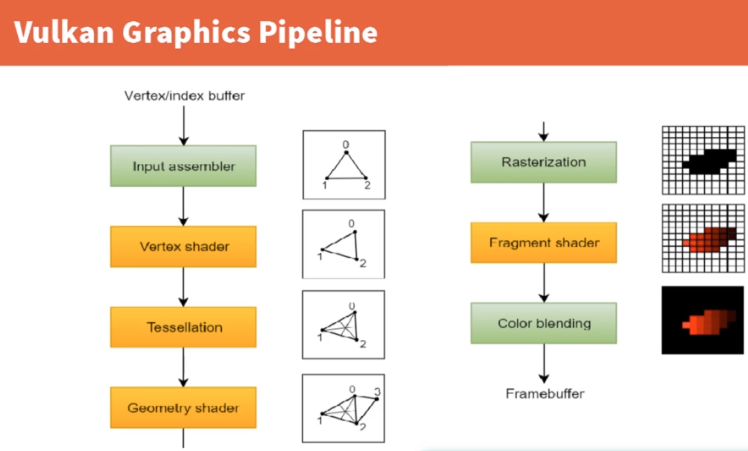 Vulkan Graphics Pipeline
Vertex/index buffer
Input assembler
0
1 2
Vertex shader
0
1
2
Tessellation
0
1
2
Geometry shader
0 3
1
2
Rasterization
Fragment shader
Color blending
Framebuffer